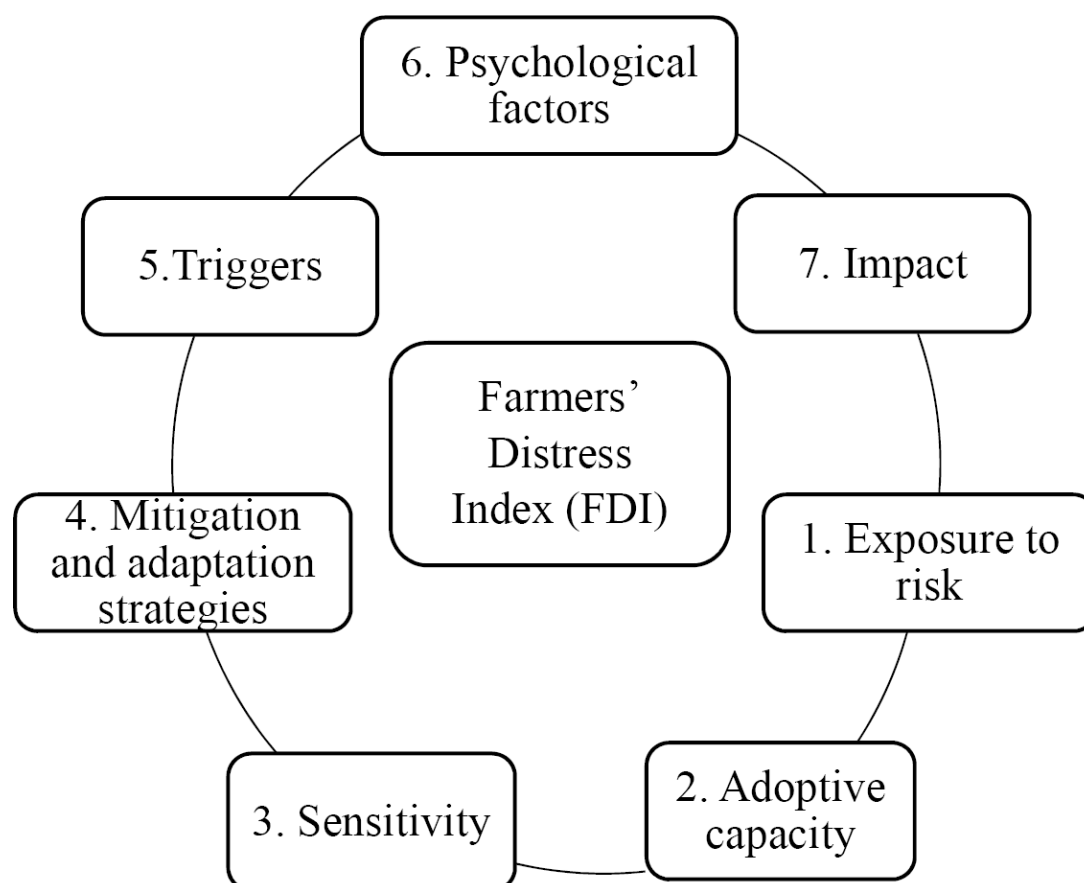 6. Psychological
factors
5.Triggers
7. Impact
Farmers’
Distress
Index (FDI)
4. Mitigation
and adaptation
strategies
1. Exposure to
risk
3. Sensitivity
2. Adoptive
capacity